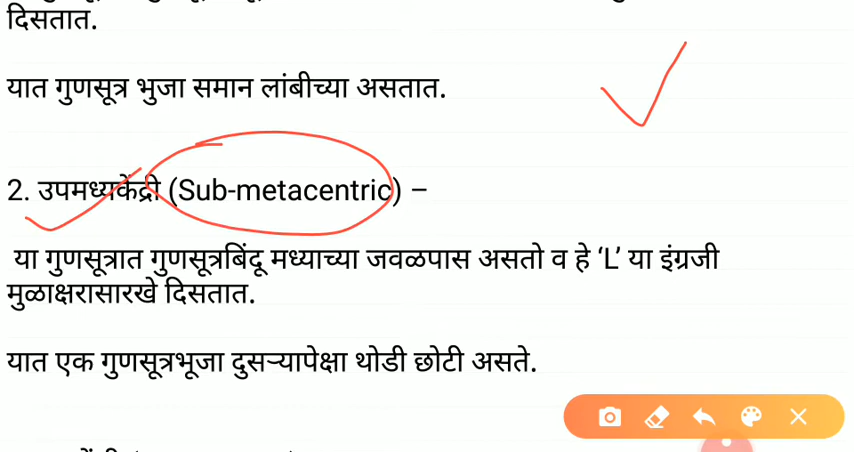 दिसतात.
यात गुणसूत्र भुजा समान लांबीच्या असतात.
2. उपमध्यकेंद्री (Sub-metacentric) –
या गुणसूत्रात गुणसूत्रबिंदू मध्याच्या जवळपास असतो व हे ‘L’ या इंग्रजी
मुळाक्षरासारखे दिसतात.
यात एक गुणसूत्रभूजा दुसऱ्यापेक्षा थोडी छोटी असते.